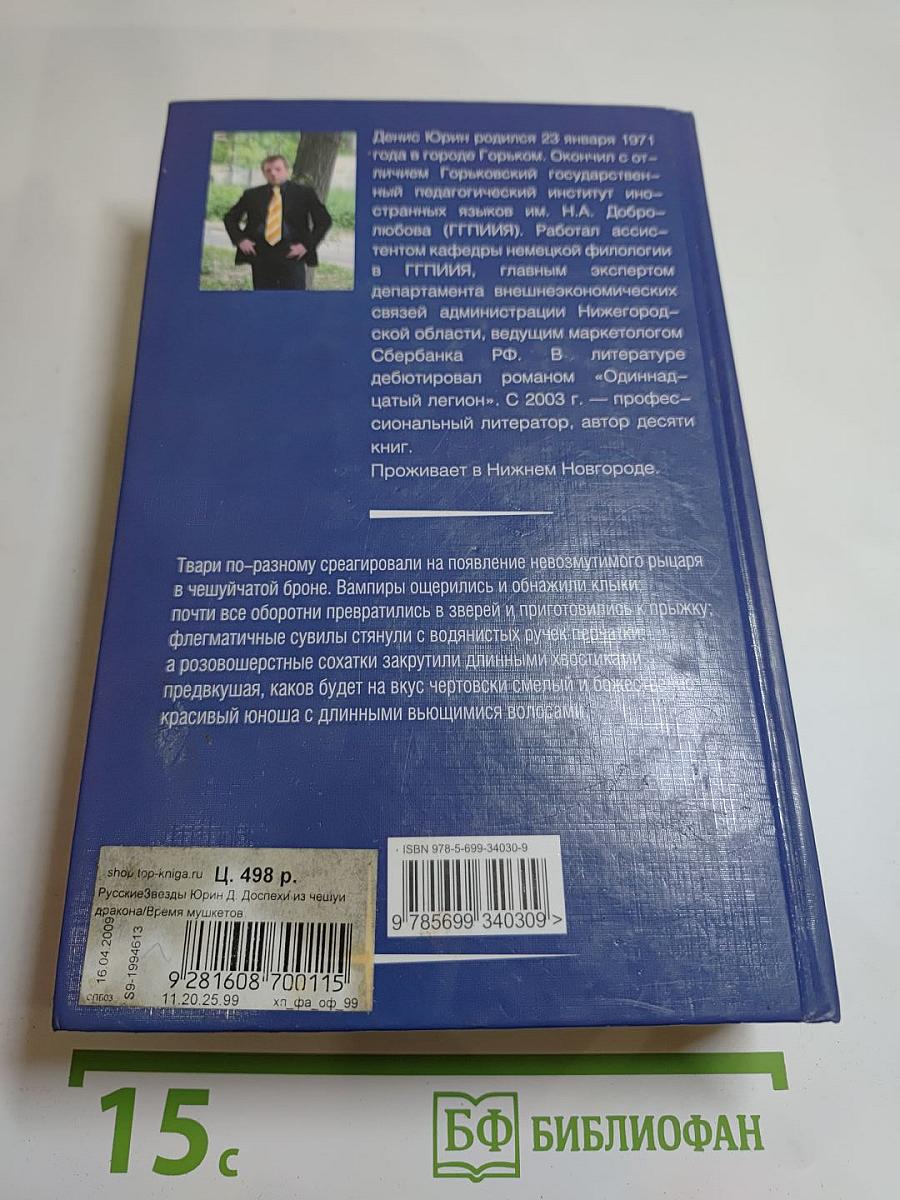 Денис Юрин родился 23 января 1971
года в городе Горьком. Окончил с от-
личием Горьковский государствен-
ный педагогический институт ино-
странных языков им. Н.А. Добро-
любова (ГГПИИЯ). Работал ассис-
тентом кафедры немецкой филологии
в ГГПИИЯ, главным экспертом
департамента внешнеэкономических
связей администрации Нижегород-
ской области, ведущим маркетологом
Сбербанка РФ. В литературе
дебютировал романом «Одиннад-
цатый легион». С 2003 г. — профес-
сиональный литератор, автор десяти
книг.
Проживает в Нижнем Новгороде.
Твари по-разному среагировали на появление невозмутимого рыцаря
в чешуйчатой броне. Вампиры ощерились и обнажили клыки;
почти все оборотни превратились в зверей и приготовились к прыжку;
флегматичные сувилы стянули с водянистых ручек перчатки,
а розовошерстные сохатки закрутили длинными хвостиками,
предвкушая, каков будет на вкус чертовски смелый и божественно
красивый юноша с длинными вьющимися волосами
ISBN 978-5-699-34030-9
9 785699 340309 >
shop.top-kniga.ru Ц. 498 р.
РусскиеЗвезды Юрин Д. Доспехи из чешуи
дракона/Время мушкетов
16.04.2009
S9-1994613
9 281608 700115
СПБ03 11.20.25.99 хп_фа_оф_99
15 с
БФ БИБЛИОФАН